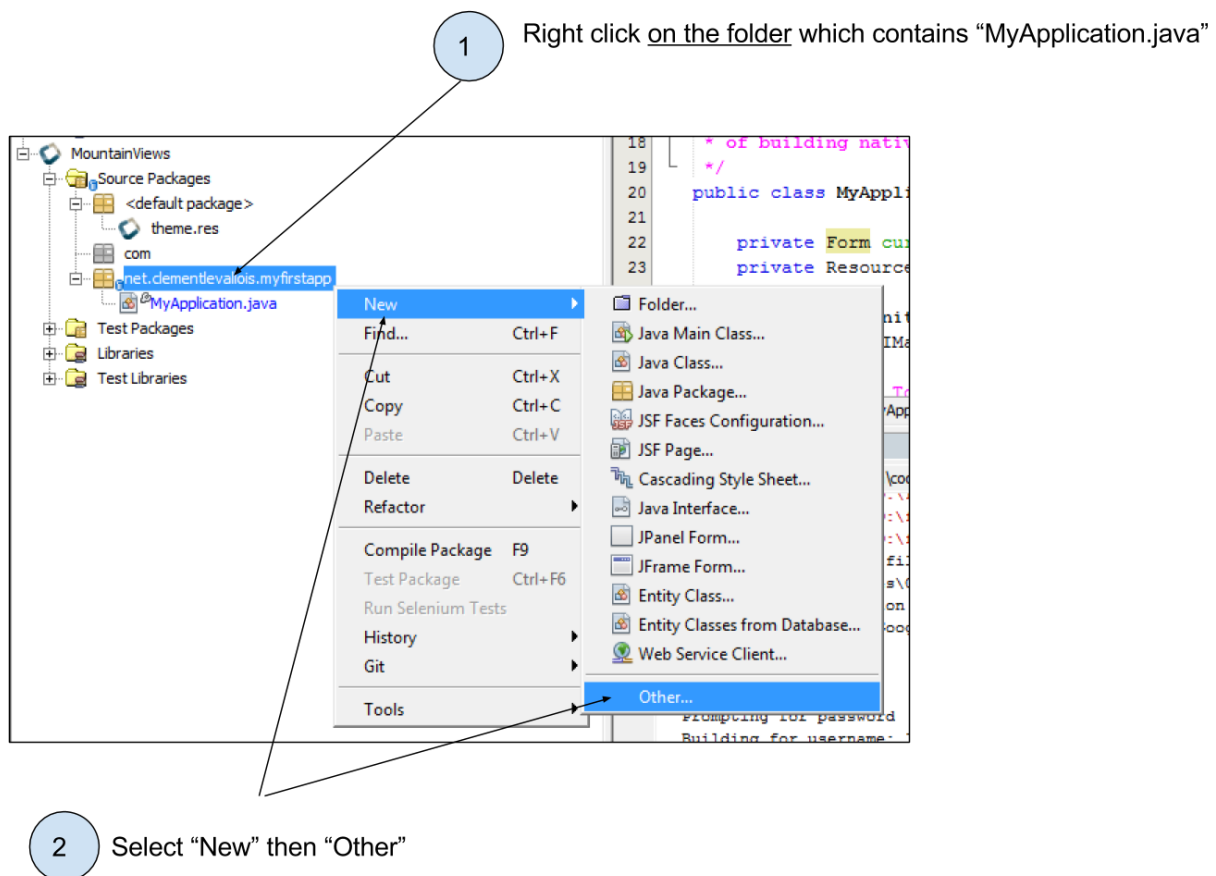 1
Right click on the folder which contains “MyApplication.java”
MountainViews
Source Packages
<default package>
theme.res
com
net.clementlevallois.myfirstapp
MyApplication.java
Test Packages
Libraries
Test Libraries
18 * of building nativ
19 */
20 public class MyAppli
21
22 private Form cur
23 private Resource
New
Find... Ctrl+F
Cut Ctrl+X
Copy Ctrl+C
Paste Ctrl+V
Delete Delete
Refactor
Compile Package F9
Test Package Ctrl+F6
Run Selenium Tests
History
Git
Tools
Folder...
Java Main Class...
Java Class...
Java Package...
JSF Faces Configuration...
JSF Page...
Cascading Style Sheet...
Java Interface...
JPanel Form...
JFrame Form...
Entity Class...
Entity Classes from Database...
Web Service Client...
Other...
Prompting for password
Building for username:
2
Select “New” then “Other”